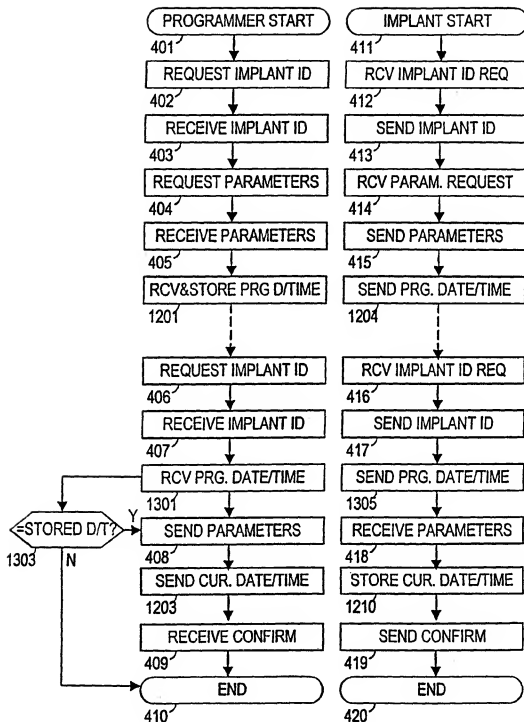 PROGRAMMER START
IMPLANT START
401
411
REQUEST IMPLANT ID
RCV IMPLANT ID REQ
402
412
RECEIVE IMPLANT ID
SEND IMPLANT ID
403
413
REQUEST PARAMETERS
RCV PARAM. REQUEST
404
414
RECEIVE PARAMETERS
SEND PARAMETERS
405
415
RCV&STORE PRG D/TIME
SEND PRG. DATE/TIME
1201
1204
REQUEST IMPLANT ID
RCV IMPLANT ID REQ
406
416
RECEIVE IMPLANT ID
SEND IMPLANT ID
407
417
RCV PRG. DATE/TIME
SEND PRG. DATE/TIME
1301
1305
=STORED D/T?
Y
SEND PARAMETERS
RECEIVE PARAMETERS
1303
N
408
418
SEND CUR. DATE/TIME
STORE CUR. DATE/TIME
1203
1210
RECEIVE CONFIRM
SEND CONFIRM
409
419
END
END
410
420